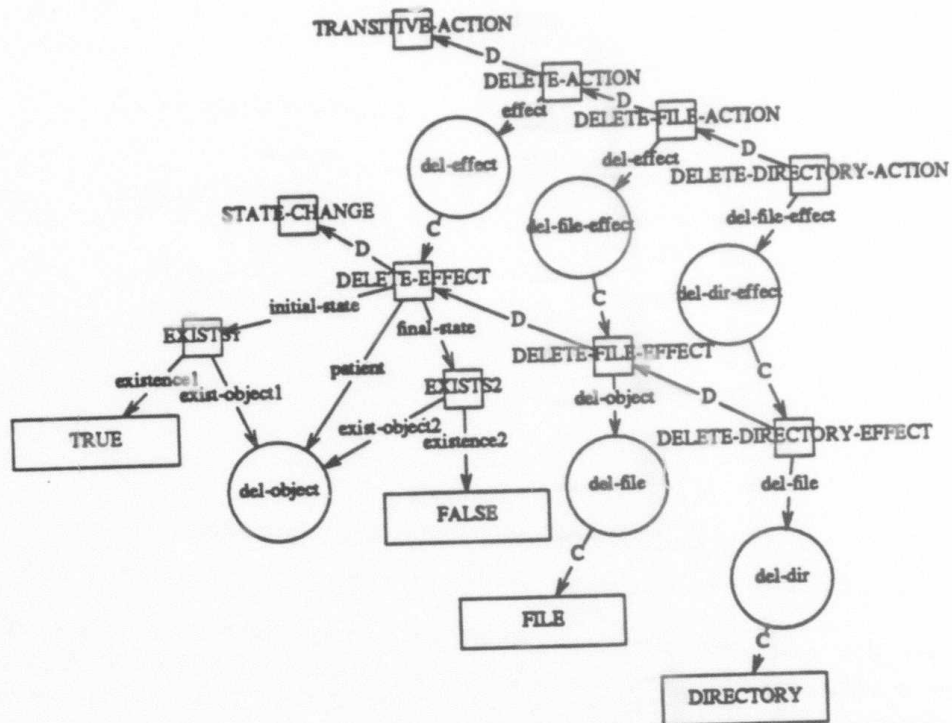 TRANSITIVE-ACTION
D
DELETE-ACTION
effect
D
DELETE-FILE-ACTION
del-effect
del-effect
D
DELETE-DIRECTORY-ACTION
STATE-CHANGE
C
del-file-effect
del-file-effect
D
DELETE-EFFECT
del-dir-effect
initial-state
C
final-state
D
EXISTS1
DELETE-FILE-EFFECT
patient
existence1
EXISTS2
C
exist-object1
del-object
D
exist-object2
TRUE
existence2
DELETE-DIRECTORY-EFFECT
del-object
del-file
del-file
FALSE
C
del-dir
FILE
C
DIRECTORY